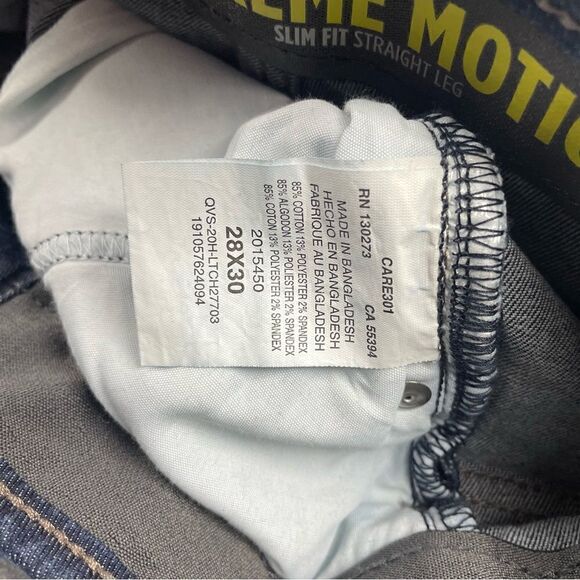 EME MOTIO
SLIM FIT STRAIGHT LEG
CARE301
RN 130273 CA 55394
MADE IN BANGLADESH
HECHO EN BANGLADESH
FABRIQUE AU BANGLADESH
85% COTTON 13% POLYESTER 2% SPANDEX
85% ALGODON 13% POLIESTER 2% SPANDEX
85% COTON 13% POLYESTER 2% SPANDEX
2015450
28X30
QVS-20H-LTCH27703
191057624094